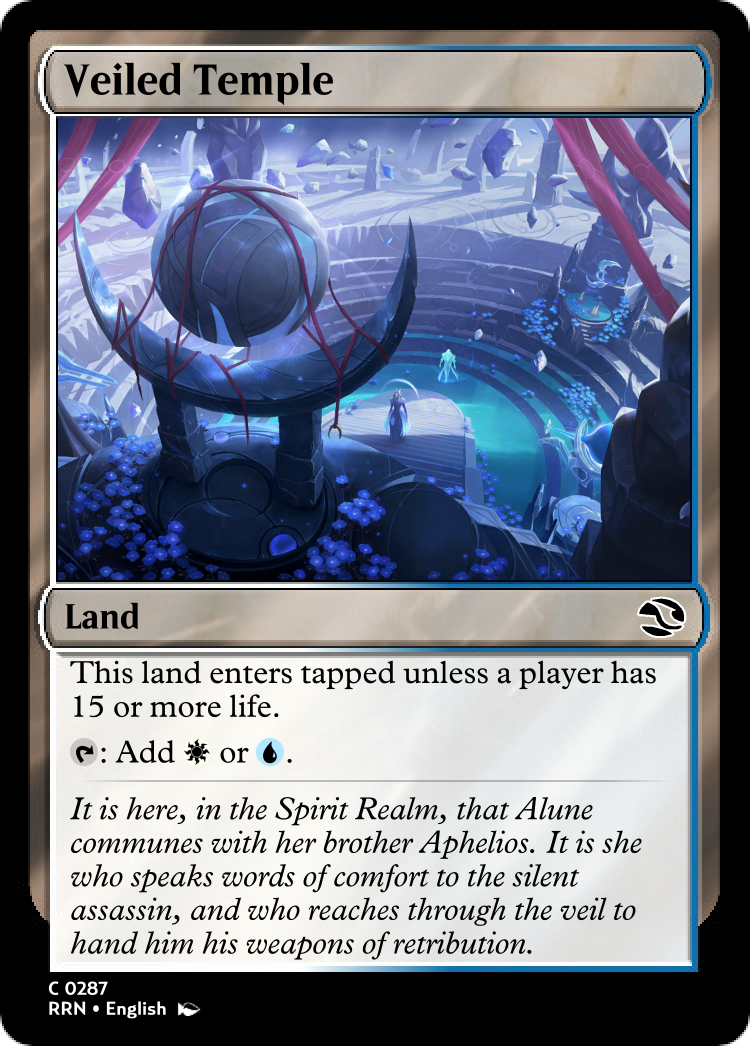 Veiled Temple
Land
This land enters tapped unless a player has
15 or more life.
: Add or .
It is here, in the Spirit Realm, that Alune
communes with her brother Aphelios. It is she
who speaks words of comfort to the silent
assassin, and who reaches through the veil to
hand him his weapons of retribution.
C 0287
RRN • English